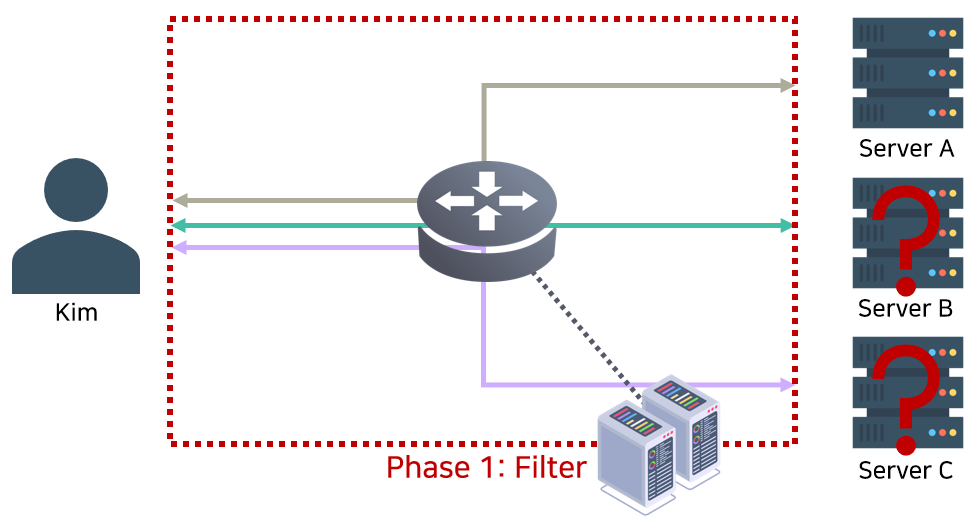 Server A
Kim
Server B
Phase 1: Filter
Server C